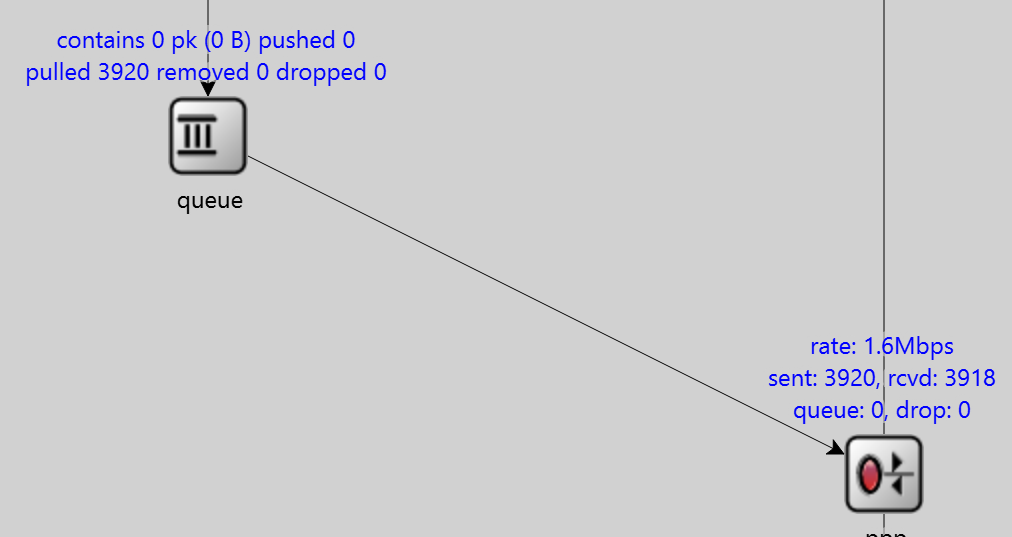 contains 0 pk (0 B) pushed 0
pulled 3920 removed 0 dropped 0
queue
rate: 1.6Mbps
sent: 3920, rcvd: 3918
queue: 0, drop: 0